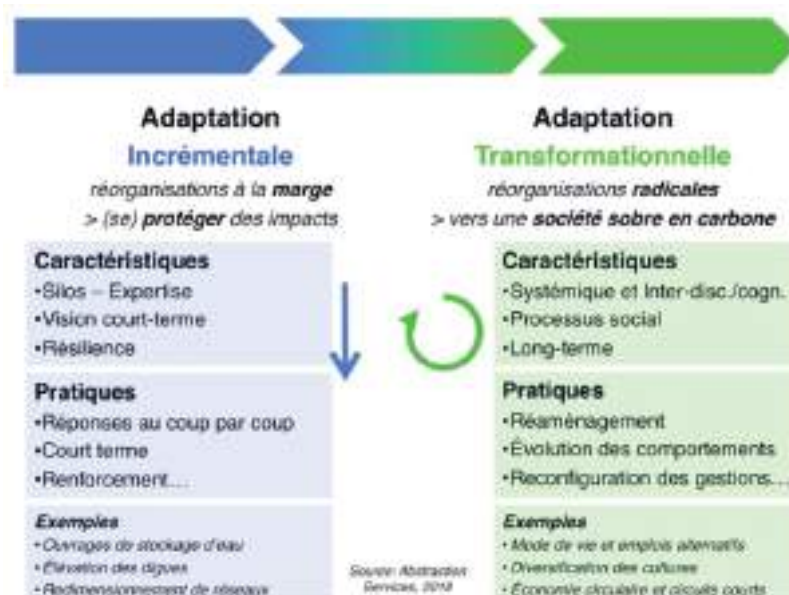 Adaptation
Incrémentale
réorganisations à la marge
> (se) protéger des impacts
Caractéristiques
•Silos – Expertise
•Vision court-terme
•Résilience
Pratiques
•Réponses au coup par coup
•Court terme
•Renforcement...
Exemples
• Ouvrages de stockage d'eau
• Élévation des digues
• Redimensionnement de réseaux
Adaptation
Transformationnelle
réorganisations radicales
> vers une société sobre en carbone
Caractéristiques
•Systémique et Inter-disc./cogn.
•Processus social
•Long-terme
Pratiques
•Réaménagement
•Évolution des comportements
•Reconfiguration des gestions...
Exemples
• Mode de vie et emplois alternatifs
• Diversification des cultures
• Économie circulaire et circuits courts
Source: Abstraction
Services, 2018